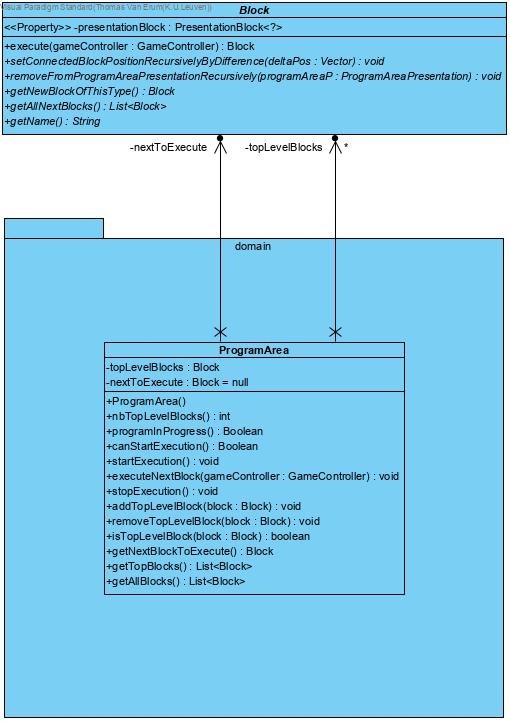 Visual Paradigm Standard(Thomas Van Erum(K.U.Leuven))
Block
<<Property>> -presentationBlock : PresentationBlock<?>
+execute(gameController : GameController) : Block
+setConnectedBlockPositionRecursivelyByDifference(deltaPos : Vector) : void
+removeFromProgramAreaPresentationRecursively(programAreaP : ProgramAreaPresentation) : void
+getNewBlockOfThisType() : Block
+getAllNextBlocks() : List<Block>
+getName() : String
-nextToExecute -topLevelBlocks *
domain
ProgramArea
-topLevelBlocks : Block
-nextToExecute : Block = null
+ProgramArea()
+nbTopLevelBlocks() : int
+programInProgress() : Boolean
+canStartExecution() : Boolean
+startExecution() : void
+executeNextBlock(gameController : GameController) : void
+stopExecution() : void
+addTopLevelBlock(block : Block) : void
+removeTopLevelBlock(block : Block) : void
+isTopLevelBlock(block : Block) : boolean
+getNextBlockToExecute() : Block
+getTopBlocks() : List<Block>
+getAllBlocks() : List<Block>